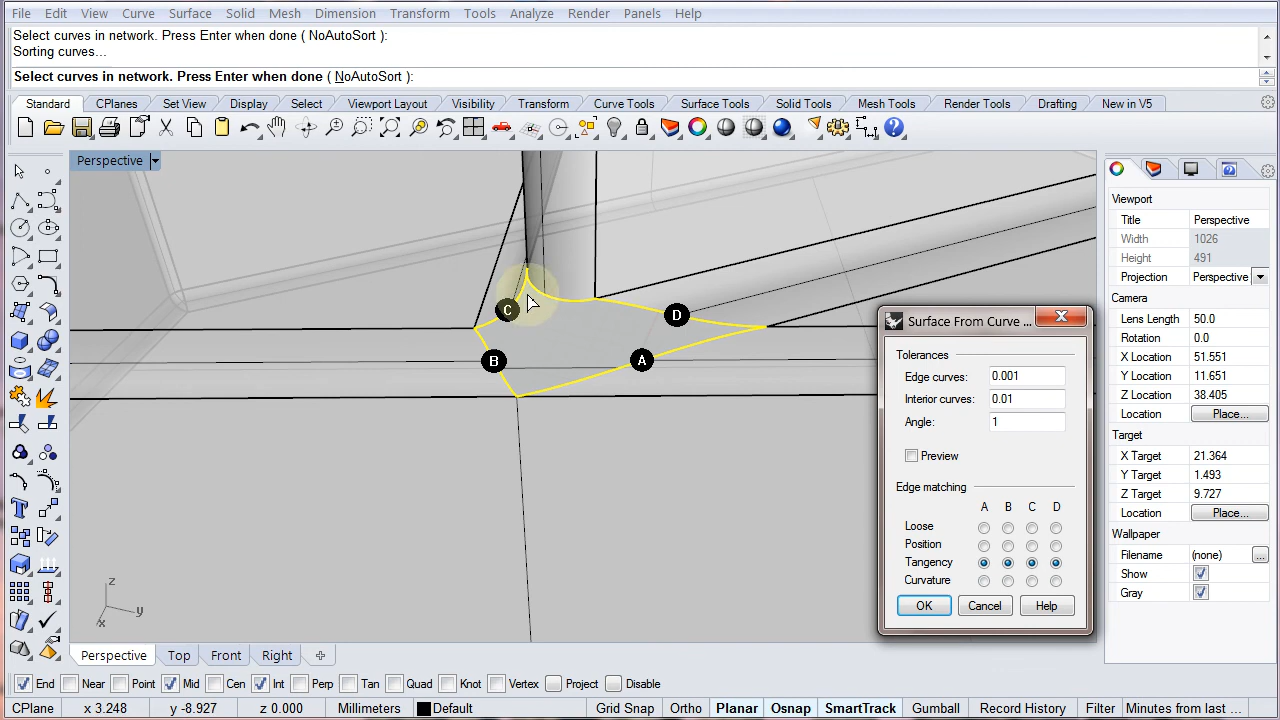 File Edit View Curve Surface Solid Mesh Dimension Transform Tools Analyze Render Panels Help
Select curves in network. Press Enter when done ( NoAutoSort ):
Sorting curves...
Select curves in network. Press Enter when done ( NoAutoSort ):
Standard CPlanes Set View Display Select Viewport Layout Visibility Transform Curve Tools Surface Tools Solid Tools Mesh Tools Render Tools Drafting New in V5
Perspective
C
D
B
A
z
y
x
Surface From Curve ...
Tolerances
Edge curves: 0.001
Interior curves: 0.01
Angle: 1
Preview
Edge matching
A B C D
Loose
Position
Tangency
Curvature
OK Cancel Help
Viewport
Title Perspective
Width 1026
Height 491
Projection Perspective
Camera
Lens Length 50.0
Rotation 0.0
X Location 51.551
Y Location 11.651
Z Location 38.405
Location Place...
Target
X Target 21.364
Y Target 1.493
Z Target 9.727
Location Place...
Wallpaper
Filename (none) ...
Show
Gray
Perspective Top Front Right
End Near Point Mid Cen Int Perp Tan Quad Knot Vertex Project Disable
CPlane x 3.248 y -8.927 z 0.000 Millimeters Default Grid Snap Ortho Planar Osnap SmartTrack Gumball Record History Filter Minutes from last ...